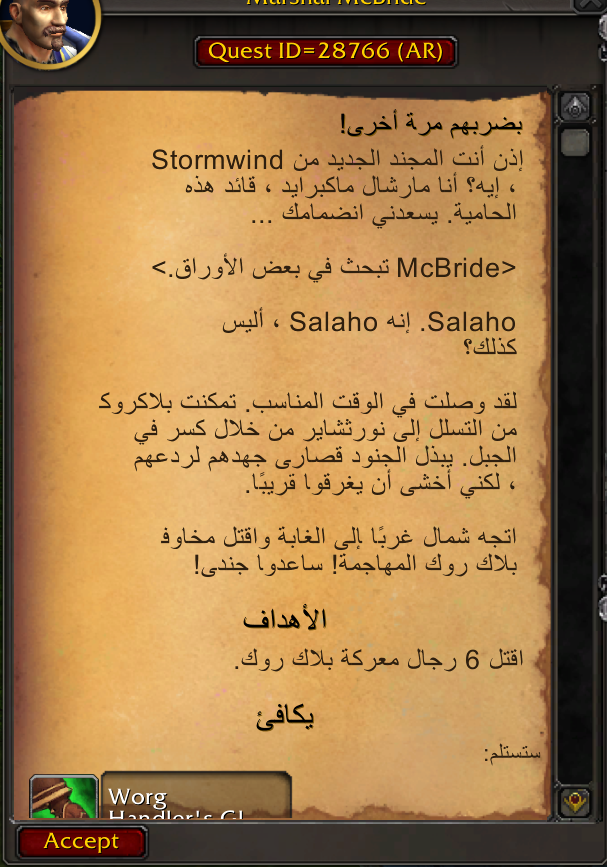 Marshal McBride
Quest ID=28766 (AR)
بضربهم مرة أخرى!
إذن أنت المجند الجديد من Stormwind
، إيه؟ أنا مارشال ماكبرايد ، قائد هذه
الحامية. يسعدني انضمامك ...
<McBride تبحث في بعض الأوراق.>
Salaho. إنه Salaho ، أليس
كذلك؟
لقد وصلت في الوقت المناسب. تمكنت بلاكروك
من التسلل إلى نورثشاير من خلال كسر في
الجبل. يبذل الجنود قصارى جهدهم لردعهم
، لكني أخشى أن يغرقوا قريبًا.
اتجه شمال غربًا إلى الغابة واقتل مخاوف
بلاك روك المهاجمة! ساعدوا جندى!
الأهداف
اقتل 6 رجال معركة بلاك روك.
يكافئ
ستستلم:
Worg
Handler's Gl
Accept